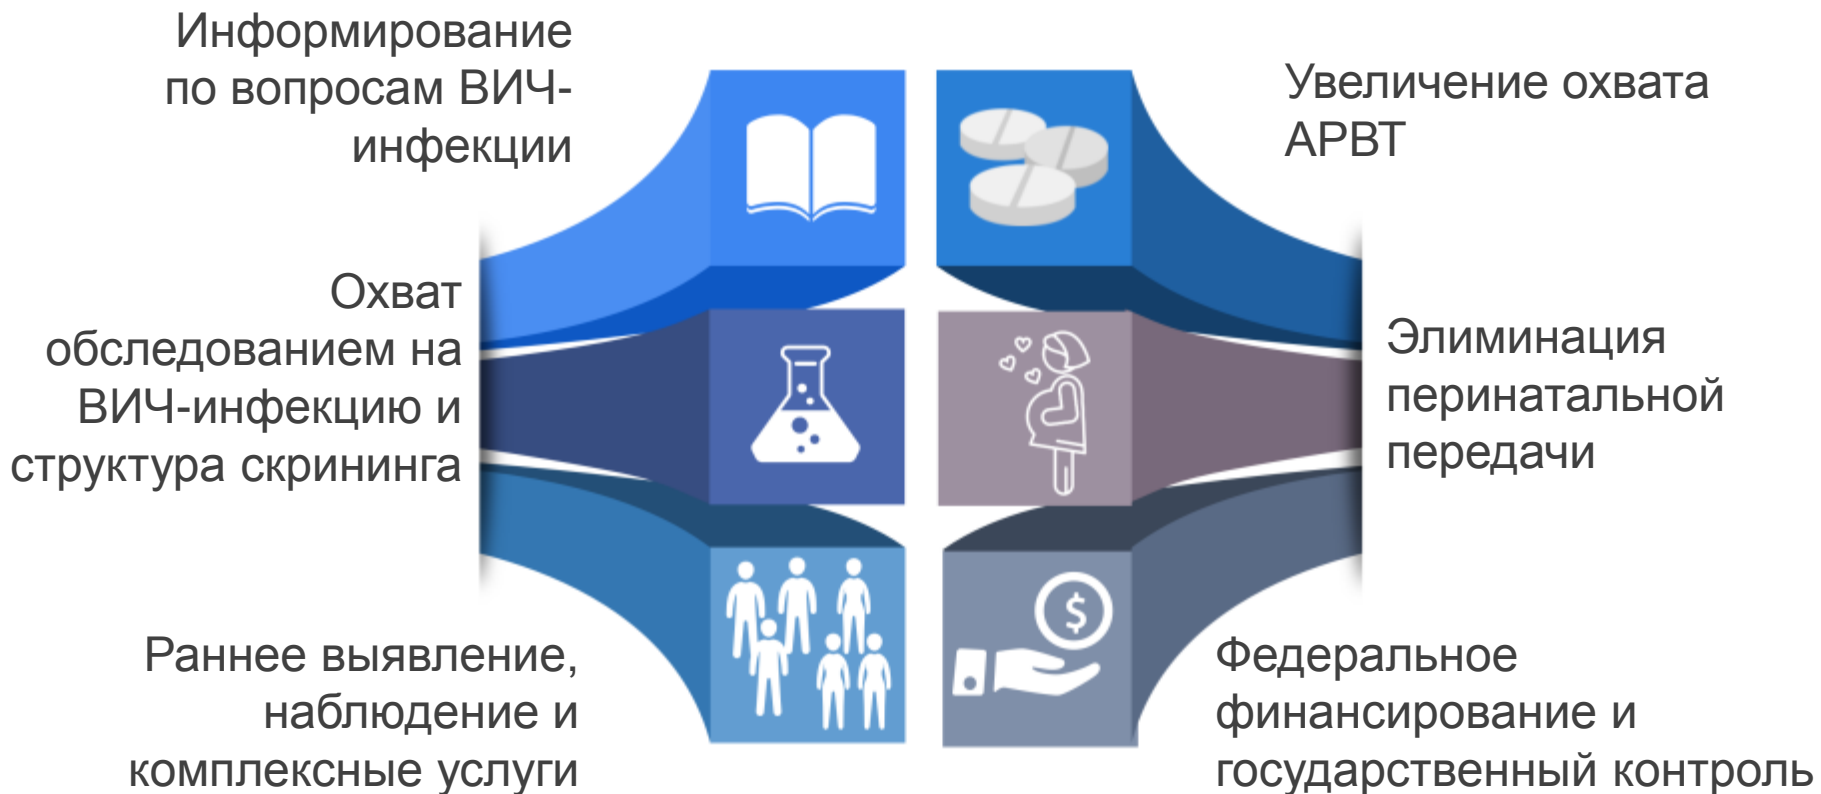 Информирование
по вопросам ВИЧ-
инфекции
Охват
обследованием на
ВИЧ-инфекцию и
структура скрининга
Раннее выявление,
наблюдение и
комплексные услуги
Увеличение охвата
АРВТ
Элиминация
перинатальной
передачи
$
Федеральное
финансирование и
государственный контроль